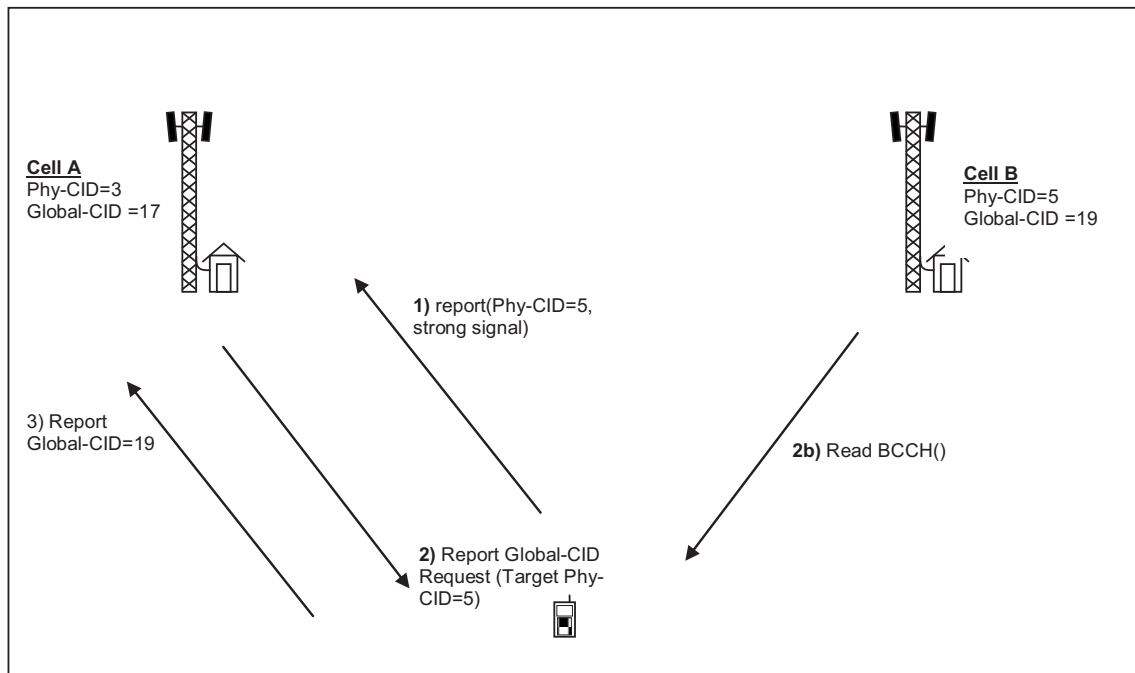 Cell A
Phy-CID=3
Global-CID =17
Cell B
Phy-CID=5
Global-CID =19
1) report(Phy-CID=5,
strong signal)
3) Report
Global-CID=19
2b) Read BCCH()
2) Report Global-CID
Request (Target Phy-
CID=5)